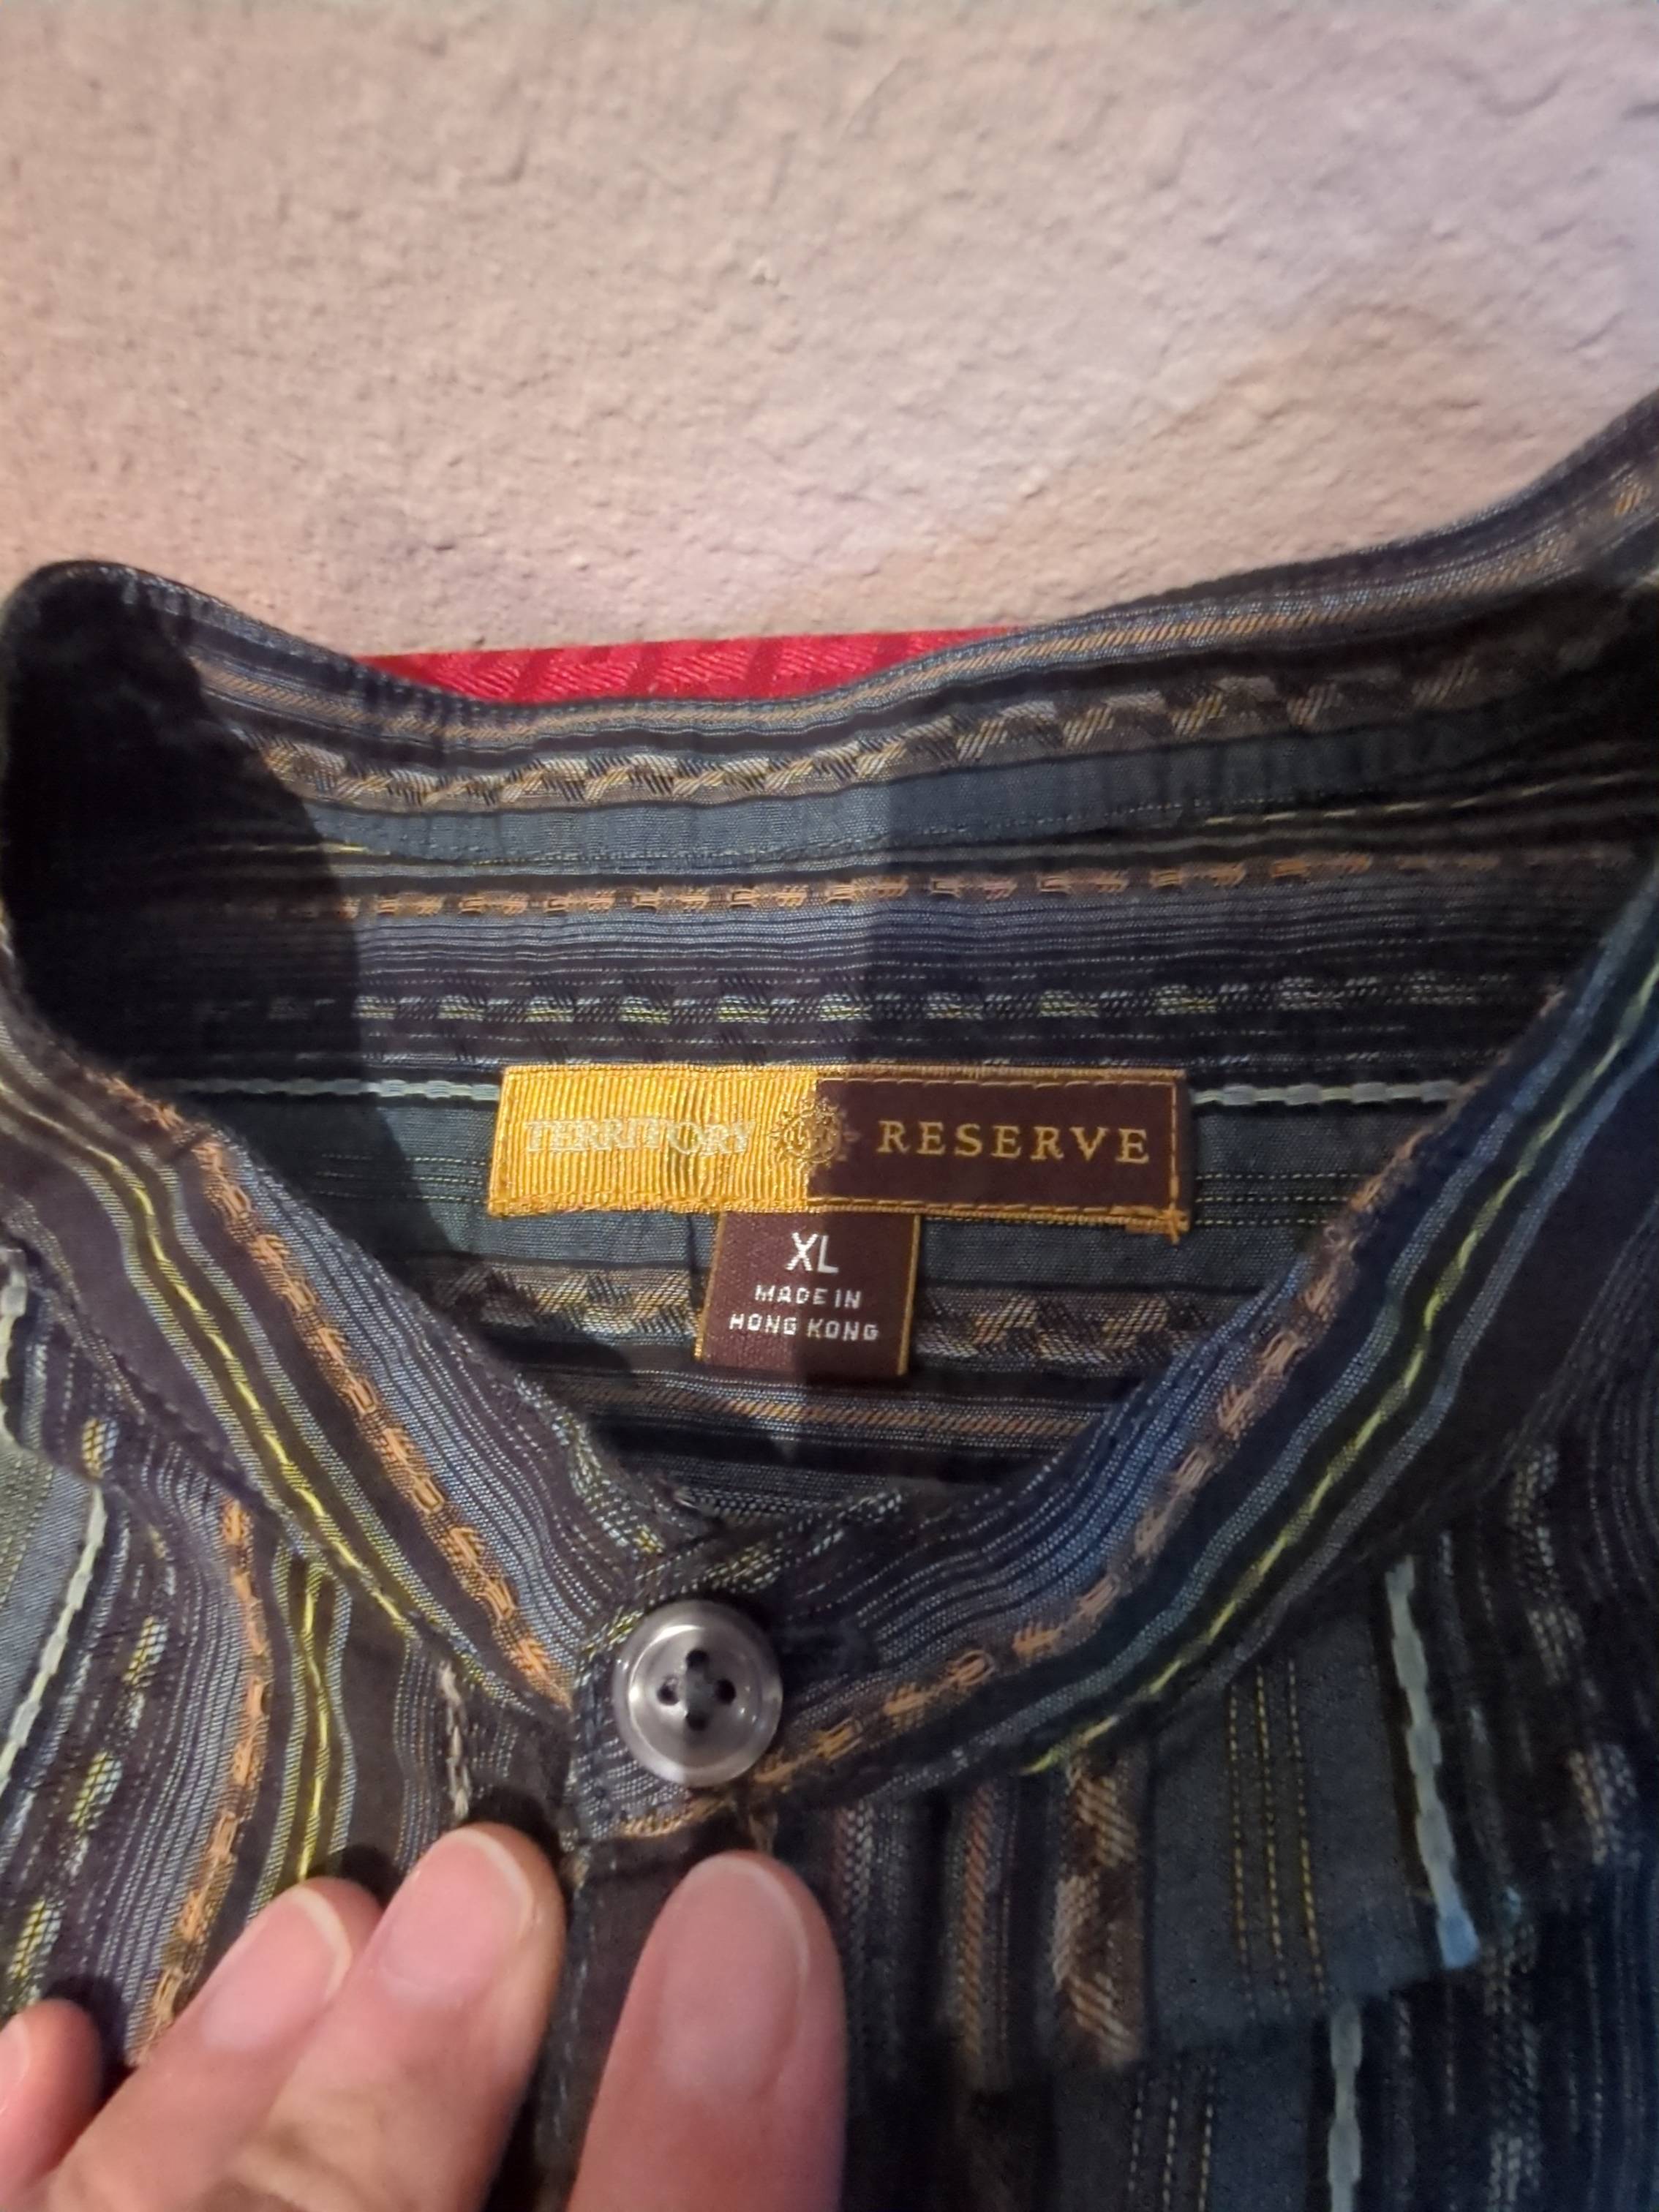 TERRITORY RESERVE
XL
MADE IN
HONG KONG